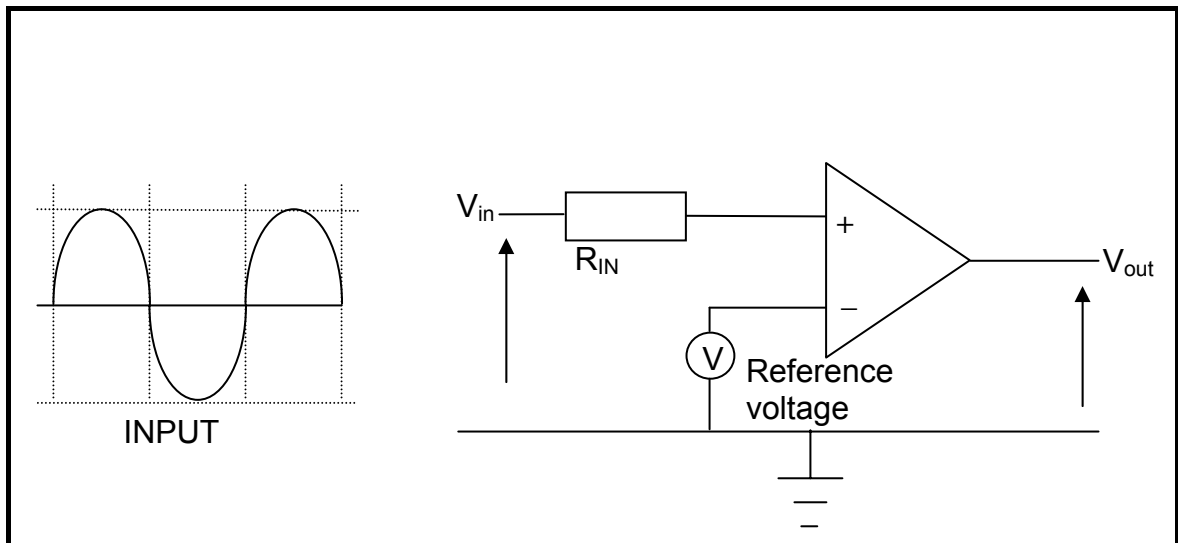 INPUT
V_in
R_IN
+
–
V
Reference
voltage
V_out